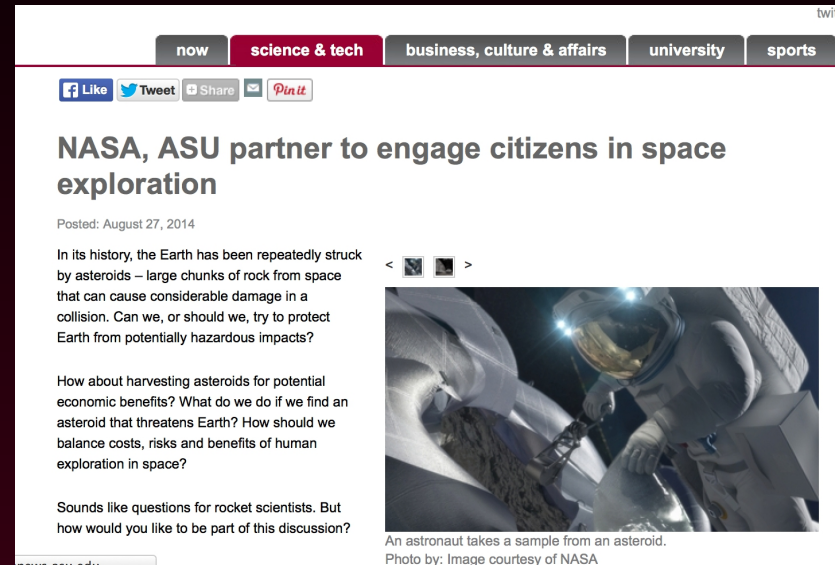 twi
now science & tech business, culture & affairs university sports
Like Tweet Share Pin it
NASA, ASU partner to engage citizens in space
exploration
Posted: August 27, 2014
In its history, the Earth has been repeatedly struck
by asteroids – large chunks of rock from space
that can cause considerable damage in a
collision. Can we, or should we, try to protect
Earth from potentially hazardous impacts?
How about harvesting asteroids for potential
economic benefits? What do we do if we find an
asteroid that threatens Earth? How should we
balance costs, risks and benefits of human
exploration in space?
Sounds like questions for rocket scientists. But
how would you like to be part of this discussion?
< >
An astronaut takes a sample from an asteroid.
Photo by: Image courtesy of NASA